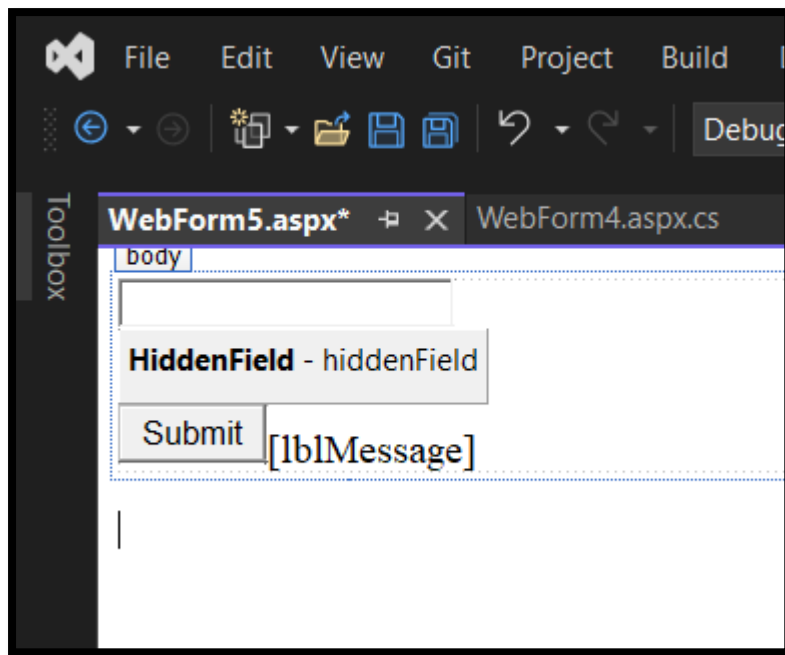 File Edit View Git Project Build
Debug
Toolbox
WebForm5.aspx* WebForm4.aspx.cs
body
HiddenField - hiddenField
Submit [lblMessage]